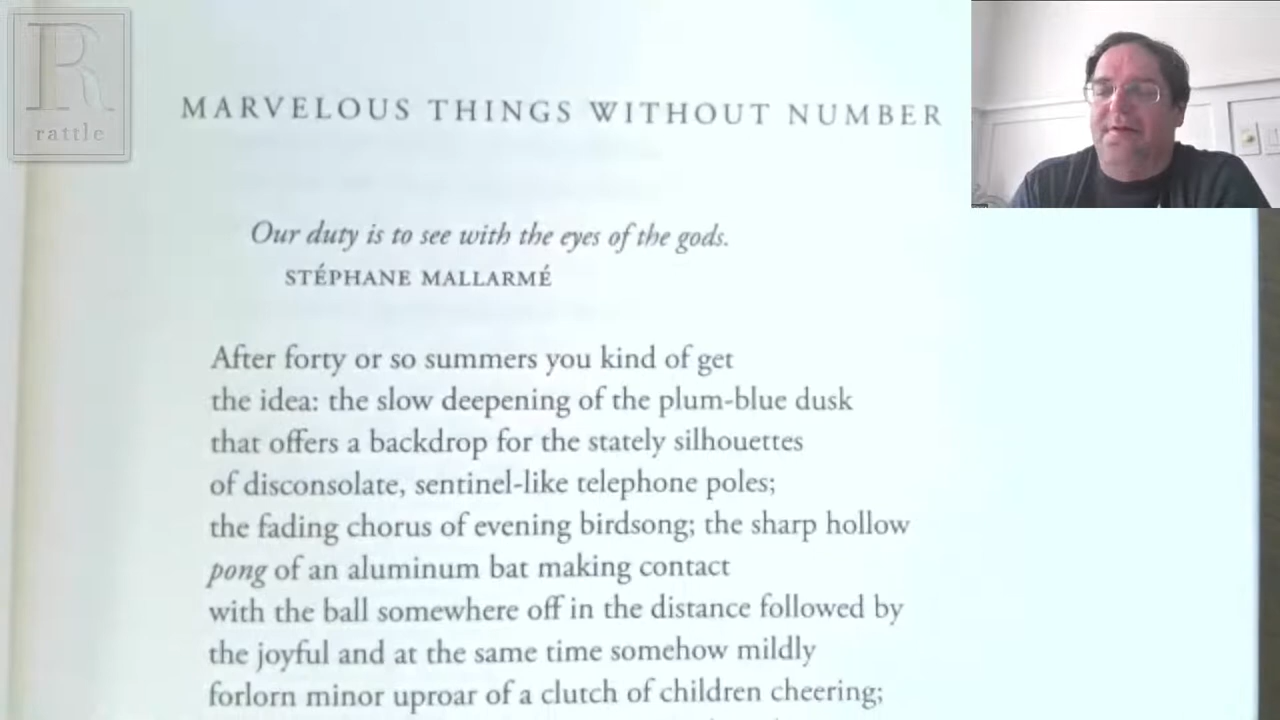 R
rattle
MARVELOUS THINGS WITHOUT NUMBER
Our duty is to see with the eyes of the gods.
STÉPHANE MALLARMÉ
After forty or so summers you kind of get
the idea: the slow deepening of the plum-blue dusk
that offers a backdrop for the stately silhouettes
of disconsolate, sentinel-like telephone poles;
the fading chorus of evening birdsong; the sharp hollow
pong of an aluminum bat making contact
with the ball somewhere off in the distance followed by
the joyful and at the same time somehow mildly
forlorn minor uproar of a clutch of children cheering;